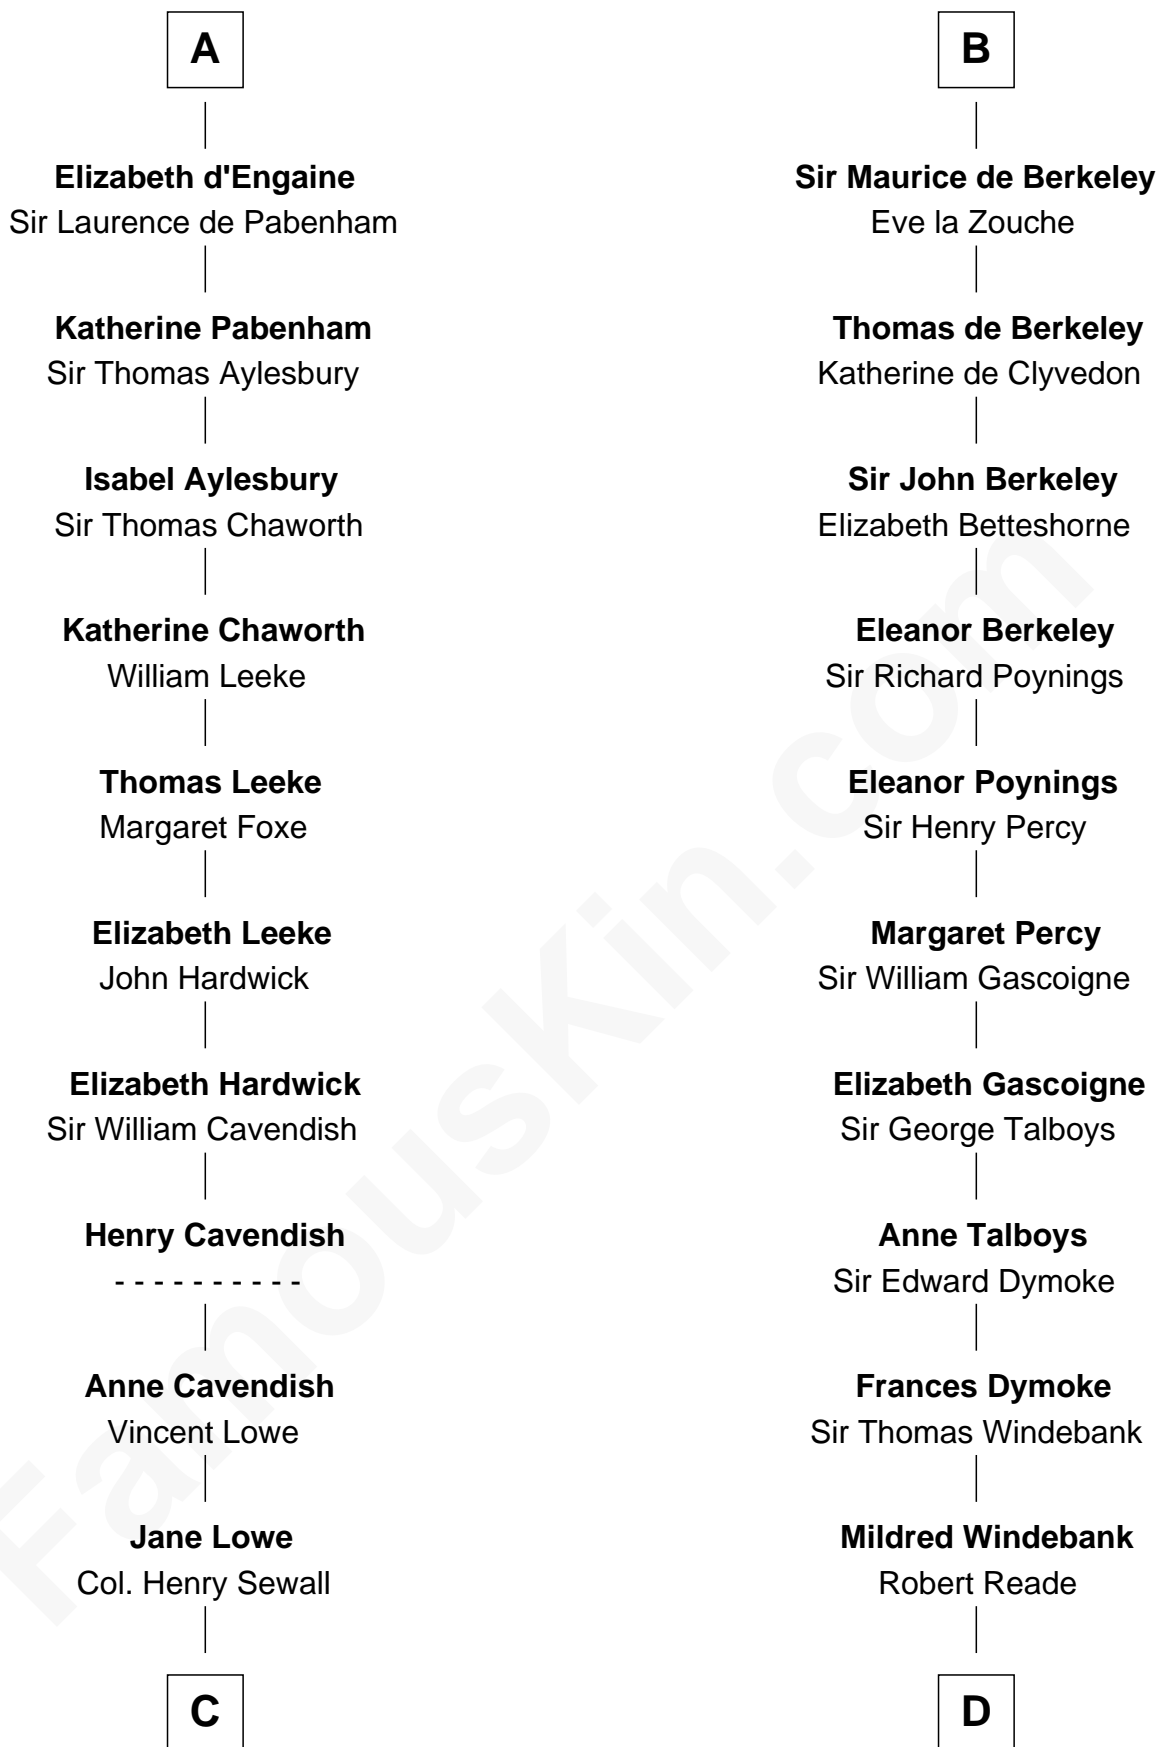 A
Elizabeth d'Engaine
Sir Laurence de Pabenham
Katherine Pabenham
Sir Thomas Aylesbury
Isabel Aylesbury
Sir Thomas Chaworth
Katherine Chaworth
William Leeke
Thomas Leeke
Margaret Foxe
Elizabeth Leeke
John Hardwick
Elizabeth Hardwick
Sir William Cavendish
Henry Cavendish
- - - - - - - - - -
Anne Cavendish
Vincent Lowe
Jane Lowe
Col. Henry Sewall
C
B
Sir Maurice de Berkeley
Eve la Zouche
Thomas de Berkeley
Katherine de Clyvedon
Sir John Berkeley
Elizabeth Betteshorne
Eleanor Berkeley
Sir Richard Poynings
Eleanor Poynings
Sir Henry Percy
Margaret Percy
Sir William Gascoigne
Elizabeth Gascoigne
Sir George Talboys
Anne Talboys
Sir Edward Dymoke
Frances Dymoke
Sir Thomas Windebank
Mildred Windebank
Robert Reade
D
FamousKin.com